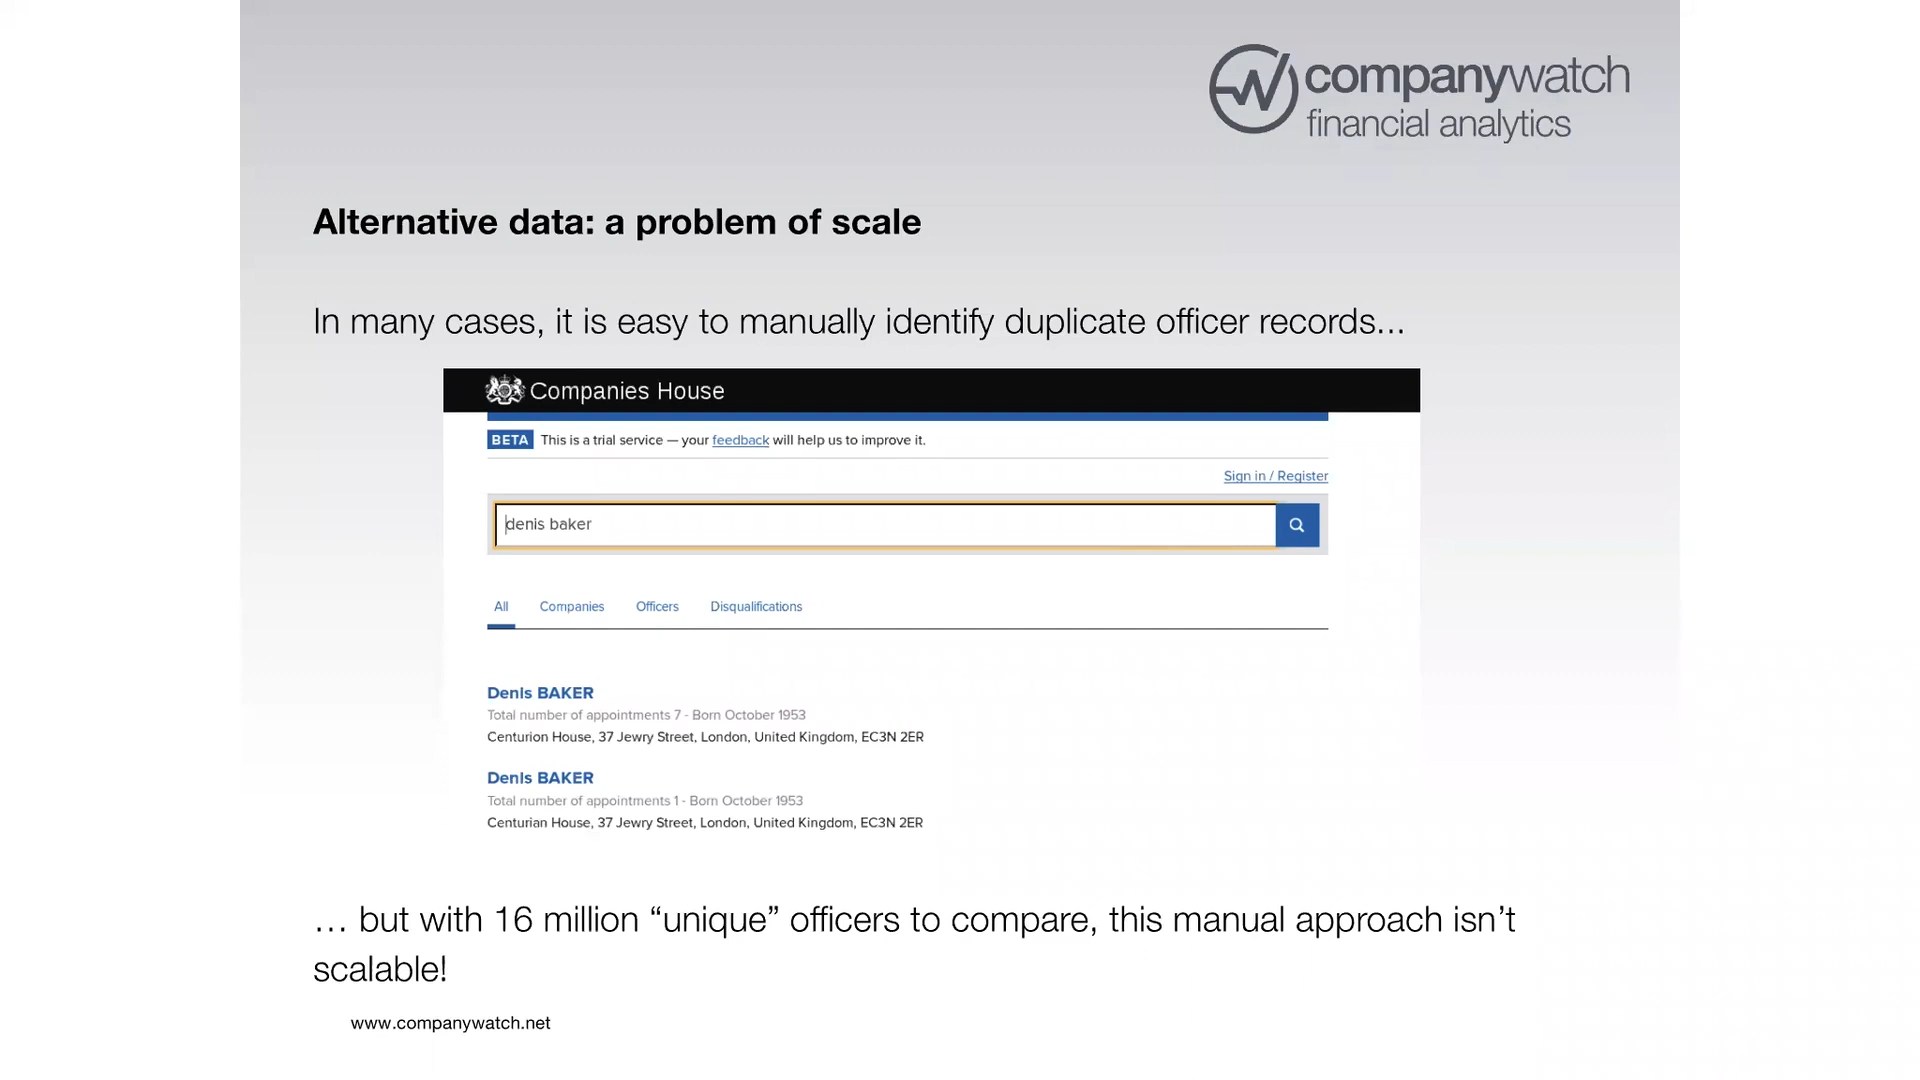 companywatch
financial analytics
Alternative data: a problem of scale
In many cases, it is easy to manually identify duplicate officer records...
Companies House
BETA This is a trial service — your feedback will help us to improve it.
Sign in / Register
denis baker
All Companies Officers Disqualifications
Denis BAKER
Total number of appointments 7 - Born October 1953
Centurion House, 37 Jewry Street, London, United Kingdom, EC3N 2ER
Denis BAKER
Total number of appointments 1 - Born October 1953
Centurian House, 37 Jewry Street, London, United Kingdom, EC3N 2ER
… but with 16 million “unique” officers to compare, this manual approach isn’t
scalable!
www.companywatch.net